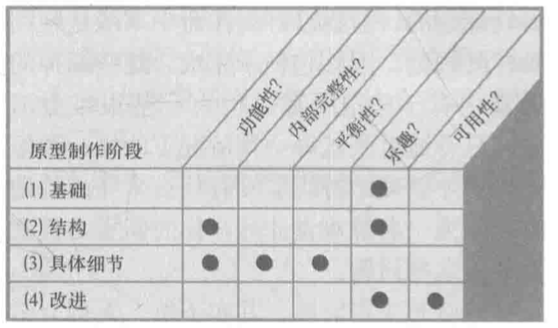 功能性?
内部完整性?
平衡性?
乐趣?
可用性?
原型制作阶段
(1) 基础
(2) 结构
(3) 具体细节
(4) 改进